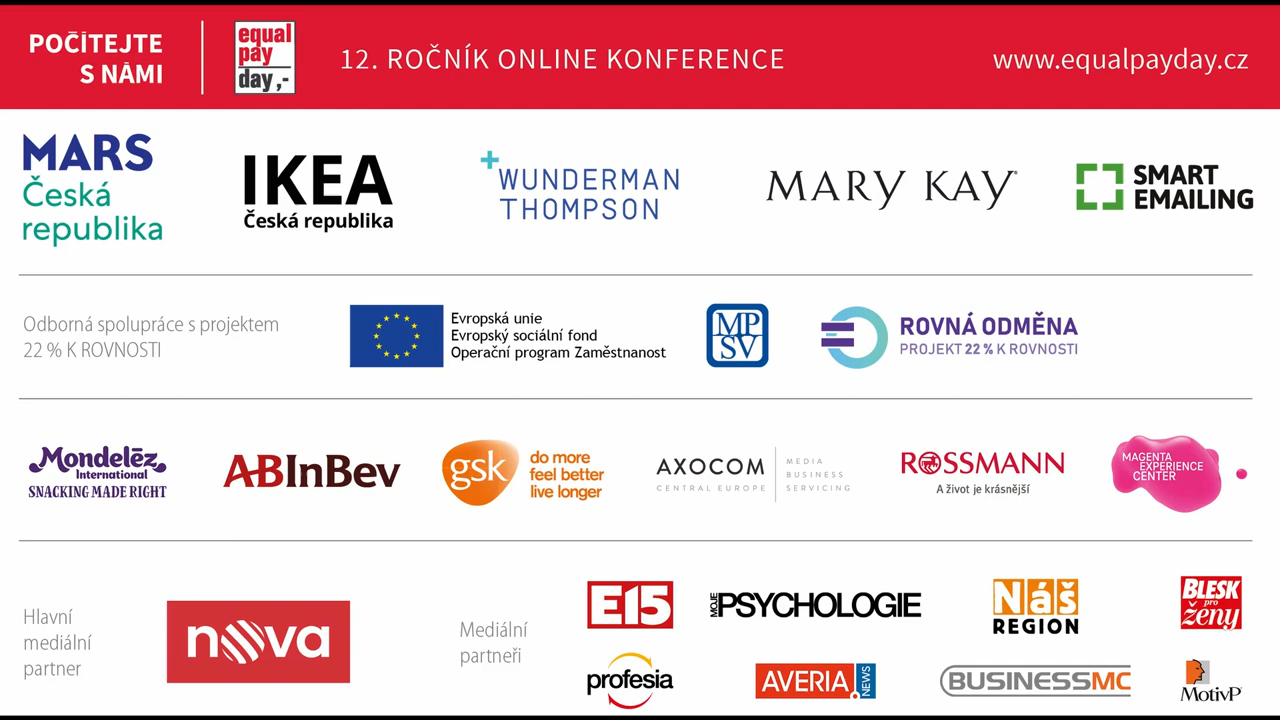 POČÍTEJTE
S NÁMI
equal
pay
day,-
12. ROČNÍK ONLINE KONFERENCE
www.equalpayday.cz
MARS
Česká
republika
IKEA
Česká republika
WUNDERMAN
THOMPSON
MARY KAY®
SMART
EMAILING
Odborná spolupráce s projektem
22 % K ROVNOSTI
Evropská unie
Evropský sociální fond
Operační program Zaměstnanost
MP
SV
ROVNÁ ODMĚNA
PROJEKT 22 % K ROVNOSTI
Mondelēz
International
SNACKING MADE RIGHT
ABInBev
gsk
do more
feel better
live longer
AXOCOM
CENTRAL EUROPE
MEDIA
BUSINESS
SERVICING
ROSSMANN
A život je krásnější
MAGENTA
EXPERIENCE
CENTER
Hlavní
mediální
partner
nova
Mediální
partneři
E15
MOJE PSYCHOLOGIE
Náš
REGION
BLESK
pro
ženy
profesia
AVERIA.NEWS
BUSINESSMC
MotivP